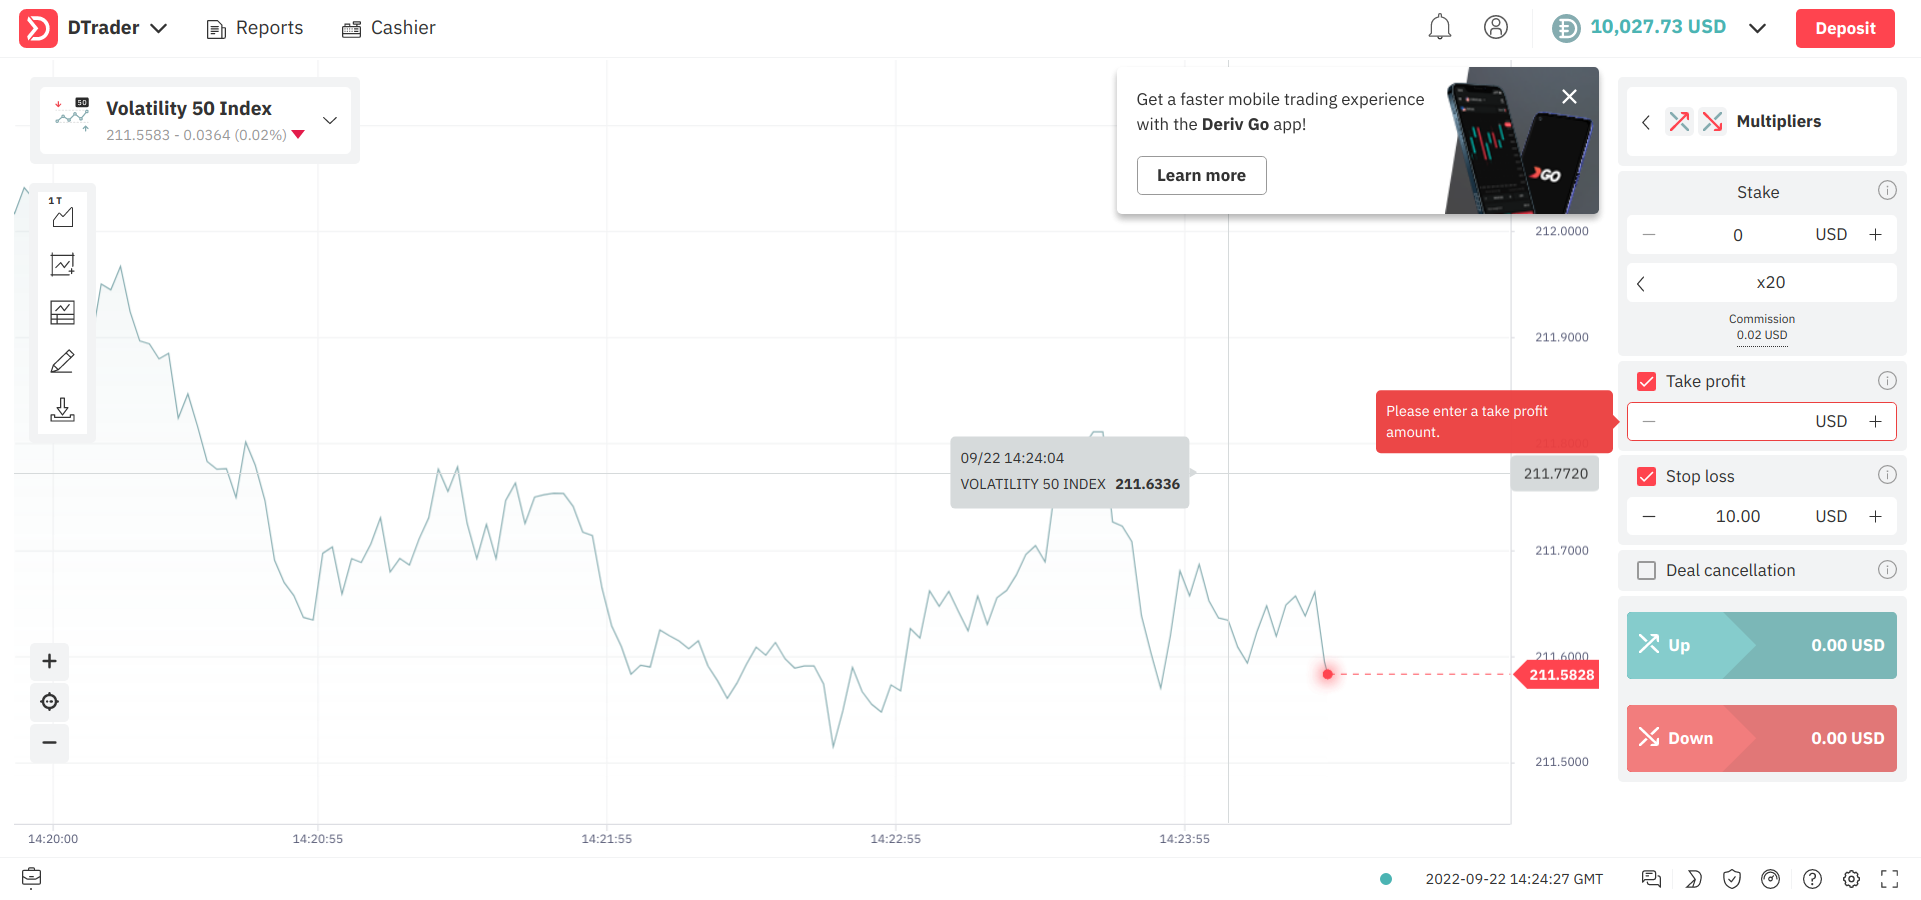 DTrader
Reports
Cashier
10,027.73 USD
Deposit
50
Volatility 50 Index
211.5583 - 0.0364 (0.02%)
Get a faster mobile trading experience
with the Deriv Go app!
Learn more
GO
Multipliers
1 T
Stake
0 USD
x20
Commission
0.02 USD
Take profit
USD
Please enter a take profit
amount.
Stop loss
10.00 USD
Deal cancellation
Up 0.00 USD
Down 0.00 USD
09/22 14:24:04
VOLATILITY 50 INDEX 211.6336
212.0000
211.9000
211.7720
211.7000
211.6000
211.5828
211.5000
14:20:00
14:20:55
14:21:55
14:22:55
14:23:55
2022-09-22 14:24:27 GMT